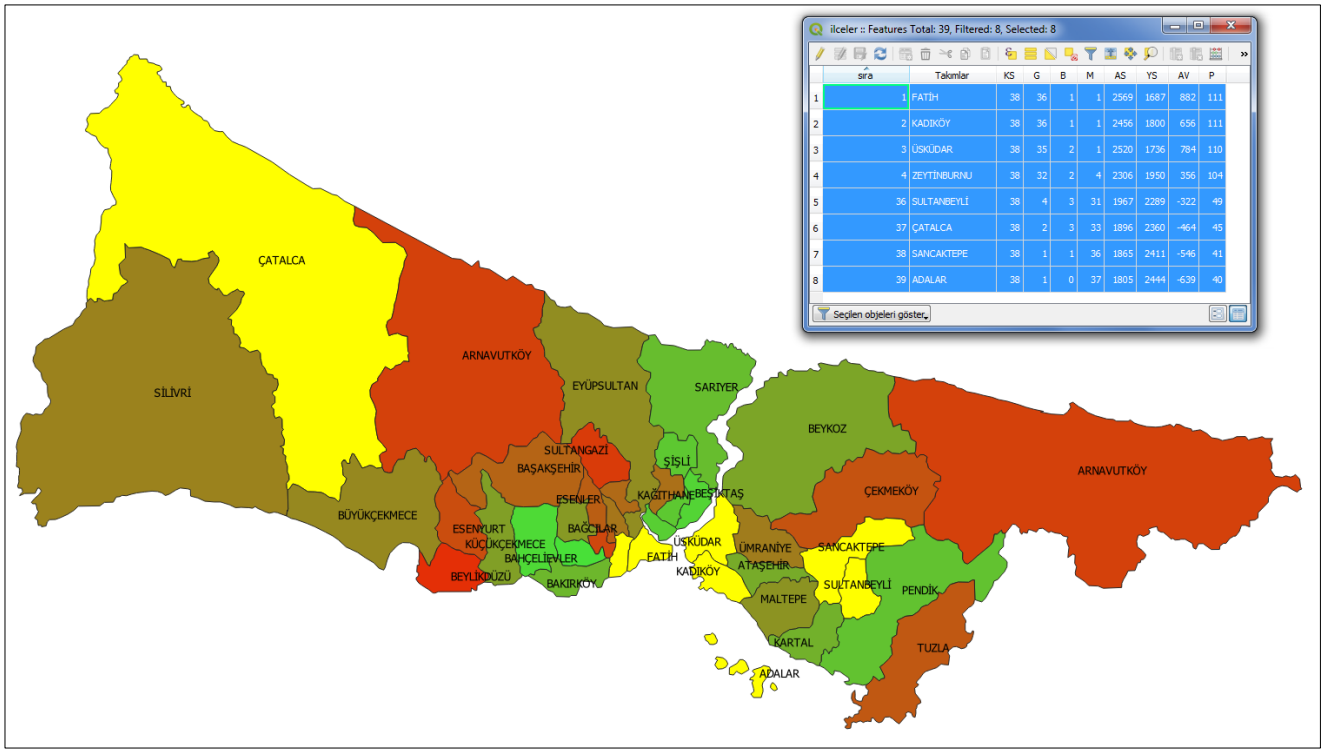 ilceler :: Features Total: 39, Filtered: 8, Selected: 8
»
sıra Takımlar KS G B M AS YS AV P
1 1 FATİH 38 36 1 1 2569 1687 882 111
2 2 KADIKÖY 38 36 1 1 2456 1800 656 111
3 3 ÜSKÜDAR 38 35 2 1 2520 1736 784 110
4 4 ZEYTİNBURNU 38 32 2 4 2306 1950 356 104
5 36 SULTANBEYLİ 38 4 3 31 1967 2289 -322 49
6 37 ÇATALCA 38 2 3 33 1896 2360 -464 45
7 38 SANCAKTEPE 38 1 1 36 1865 2411 -546 41
8 39 ADALAR 38 1 0 37 1805 2444 -639 40
Seçilen objeleri göster
ÇATALCA
ARNAVUTKÖY
EYÜPSULTAN
SARIYER
SİLİVRİ
BEYKOZ
SULTANGAZİ
ŞİŞLİ
BAŞAKŞEHİR
ARNAVUTKÖY
ÇEKMEKÖY
KAĞITHANE
BEŞİKTAŞ
ESENLER
BÜYÜKÇEKMECE
ESENYURT
BAĞCILAR
KÜÇÜKÇEKMECE
ÜSKÜDAR
ÜMRANİYE
SANCAKTEPE
BAHÇELİEVLER
FATİH
ATAŞEHİR
KADIKÖY
BEYLİKDÜZÜ
BAKIRKÖY
SULTANBEYLİ
PENDİK
MALTEPE
KARTAL
TUZLA
ADALAR